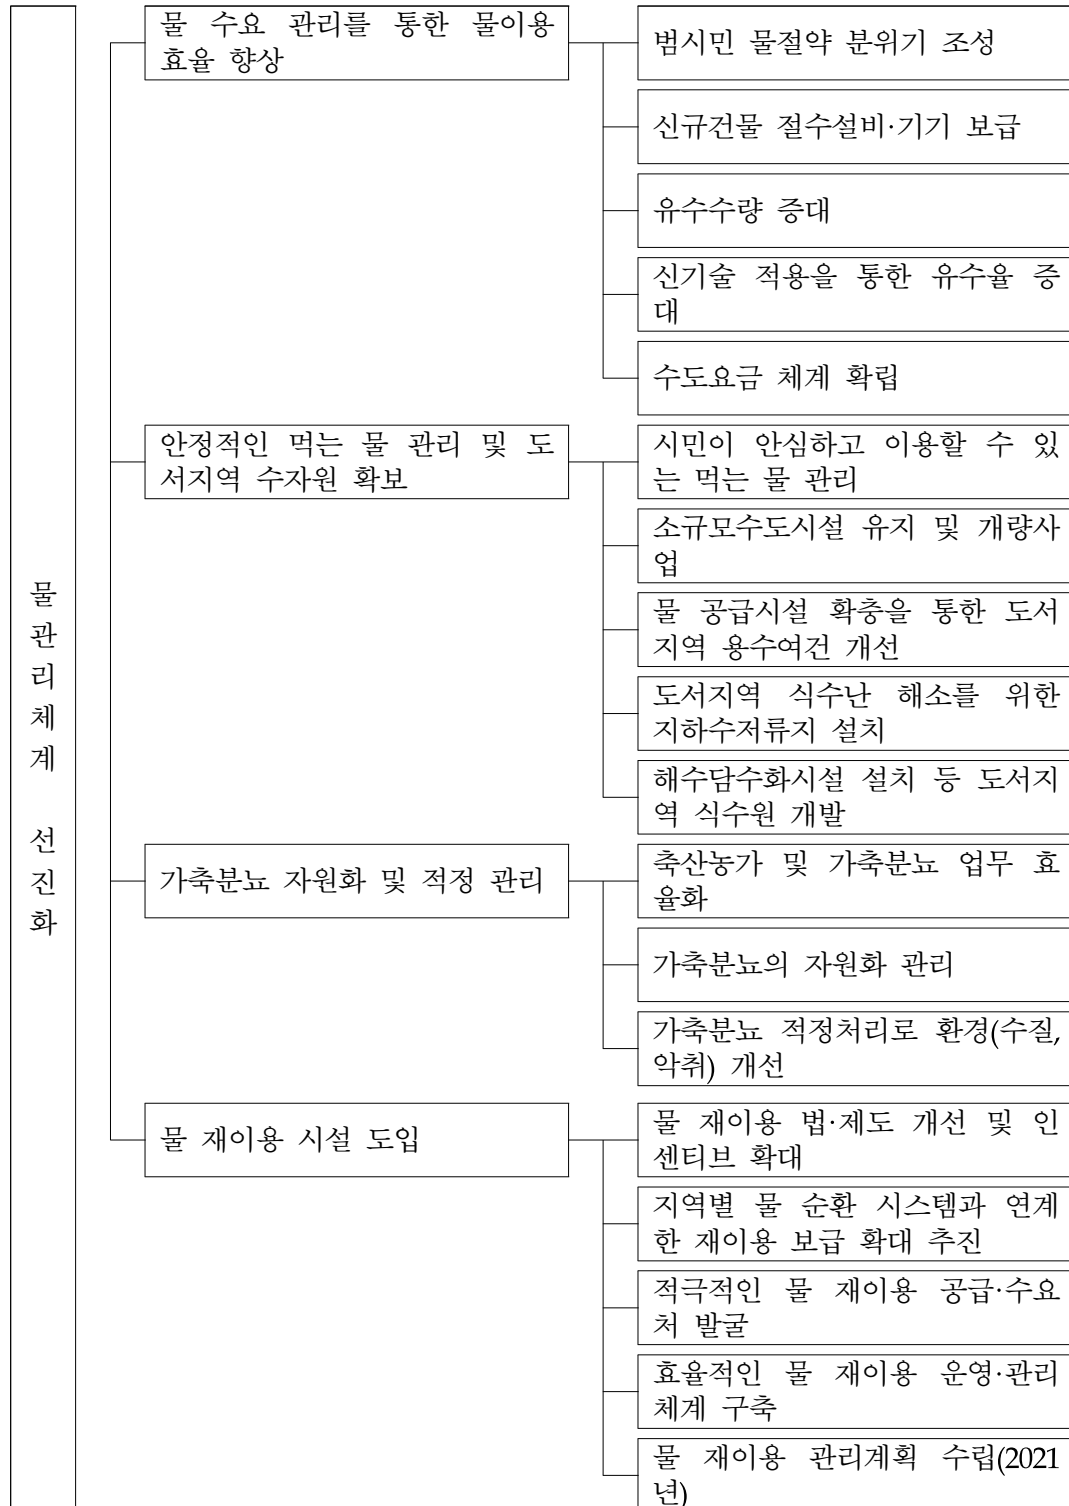 물관리체계 선진화
물 수요 관리를 통한 물이용
효율 향상
범시민 물절약 분위기 조성
신규건물 절수설비·기기 보급
유수수량 증대
신기술 적용을 통한 유수율 증
대
수도요금 체계 확립
안정적인 먹는 물 관리 및 도
서지역 수자원 확보
시민이 안심하고 이용할 수 있
는 먹는 물 관리
소규모수도시설 유지 및 개량사
업
물 공급시설 확충을 통한 도서
지역 용수여건 개선
도서지역 식수난 해소를 위한
지하수저류지 설치
해수담수화시설 설치 등 도서지
역 식수원 개발
가축분뇨 자원화 및 적정 관리
축산농가 및 가축분뇨 업무 효
율화
가축분뇨의 자원화 관리
가축분뇨 적정처리로 환경(수질,
악취) 개선
물 재이용 시설 도입
물 재이용 법·제도 개선 및 인
센티브 확대
지역별 물 순환 시스템과 연계
한 재이용 보급 확대 추진
적극적인 물 재이용 공급·수요
처 발굴
효율적인 물 재이용 운영·관리
체계 구축
물 재이용 관리계획 수립(2021
년)